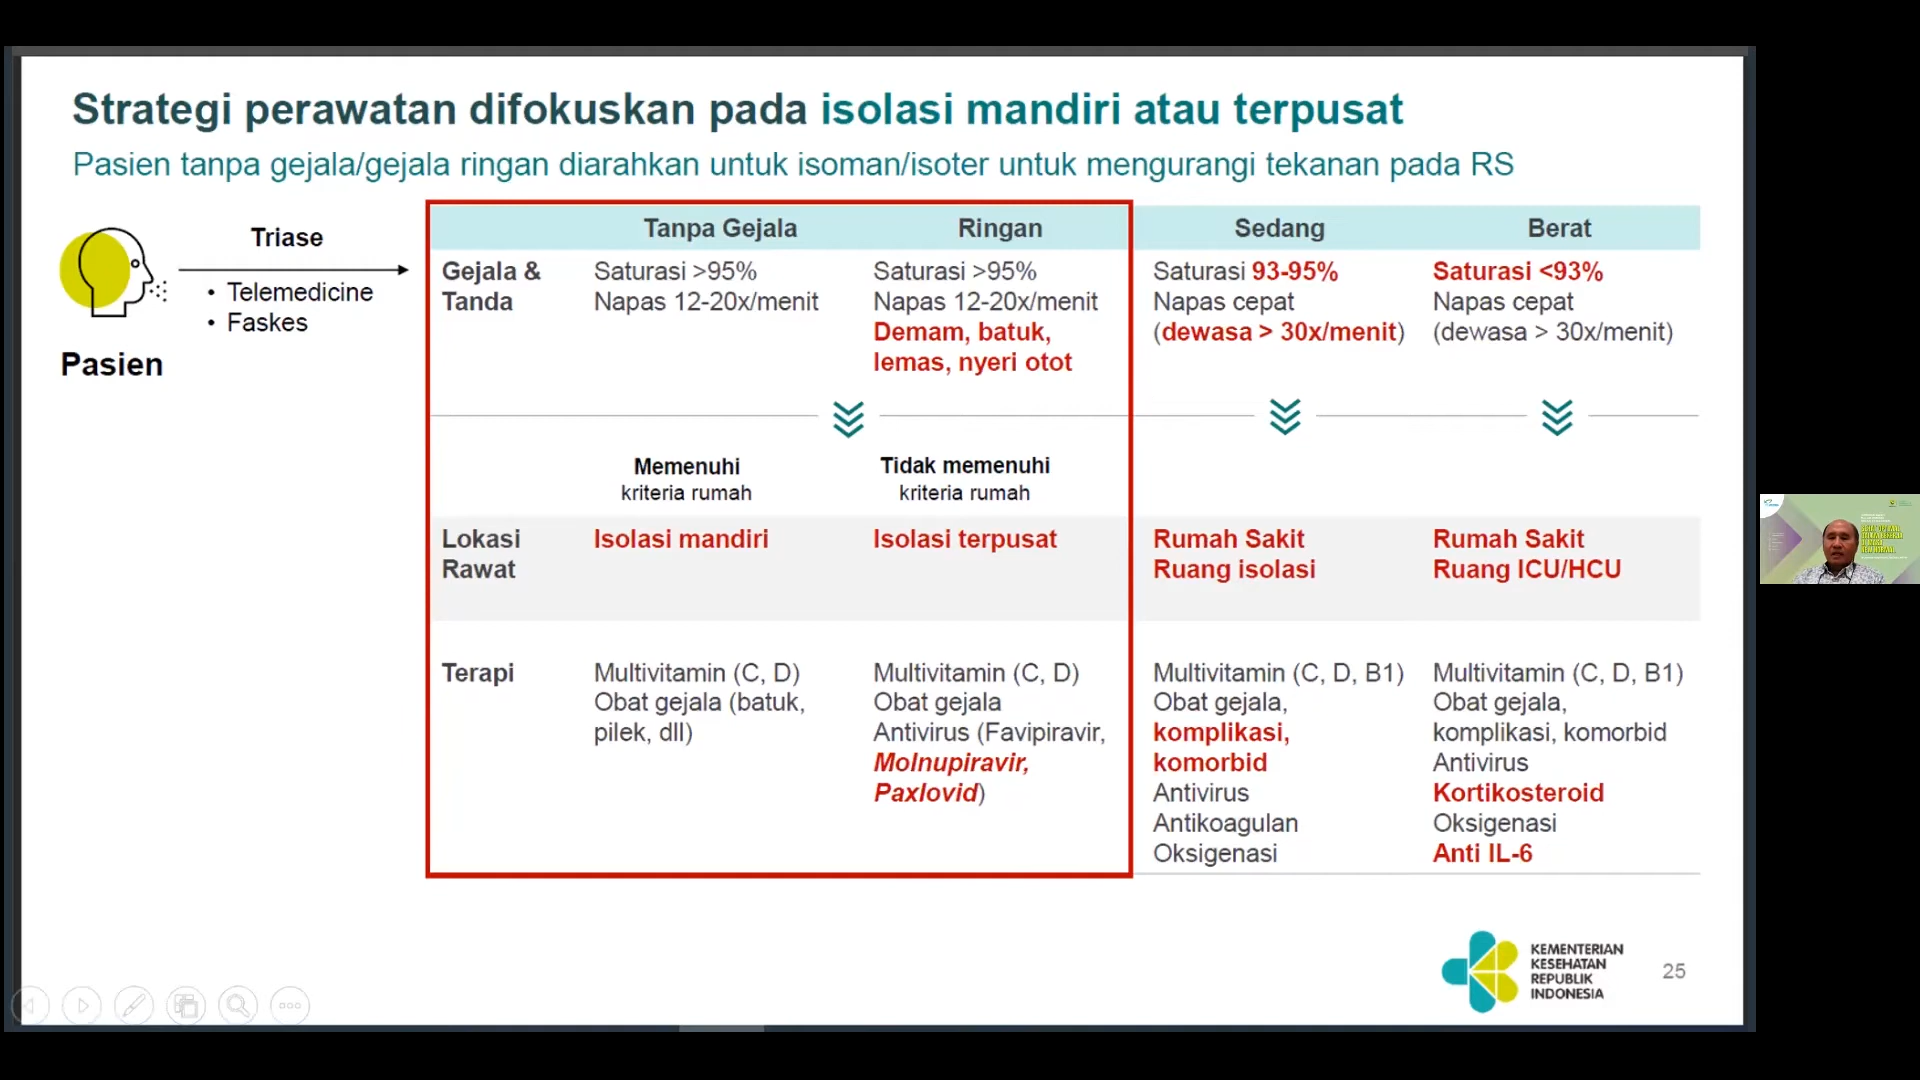 Strategi perawatan difokuskan pada isolasi mandiri atau terpusat
Pasien tanpa gejala/gejala ringan diarahkan untuk isoman/isoter untuk mengurangi tekanan pada RS
Triase
• Telemedicine
• Faskes
Pasien
Tanpa Gejala
Ringan
Sedang
Berat
Gejala &
Tanda
Saturasi >95%
Napas 12-20x/menit
Saturasi >95%
Napas 12-20x/menit
Demam, batuk,
lemas, nyeri otot
Saturasi 93-95%
Napas cepat
(dewasa > 30x/menit)
Saturasi <93%
Napas cepat
(dewasa > 30x/menit)
Memenuhi
kriteria rumah
Tidak memenuhi
kriteria rumah
Lokasi
Rawat
Isolasi mandiri
Isolasi terpusat
Rumah Sakit
Ruang isolasi
Rumah Sakit
Ruang ICU/HCU
Terapi
Multivitamin (C, D)
Obat gejala (batuk,
pilek, dll)
Multivitamin (C, D)
Obat gejala
Antivirus (Favipiravir,
Molnupiravir,
Paxlovid)
Multivitamin (C, D, B1)
Obat gejala,
komplikasi,
komorbid
Antivirus
Antikoagulan
Oksigenasi
Multivitamin (C, D, B1)
Obat gejala,
komplikasi, komorbid
Antivirus
Kortikosteroid
Oksigenasi
Anti IL-6
KEMENTERIAN
KESEHATAN
REPUBLIK
INDONESIA
25